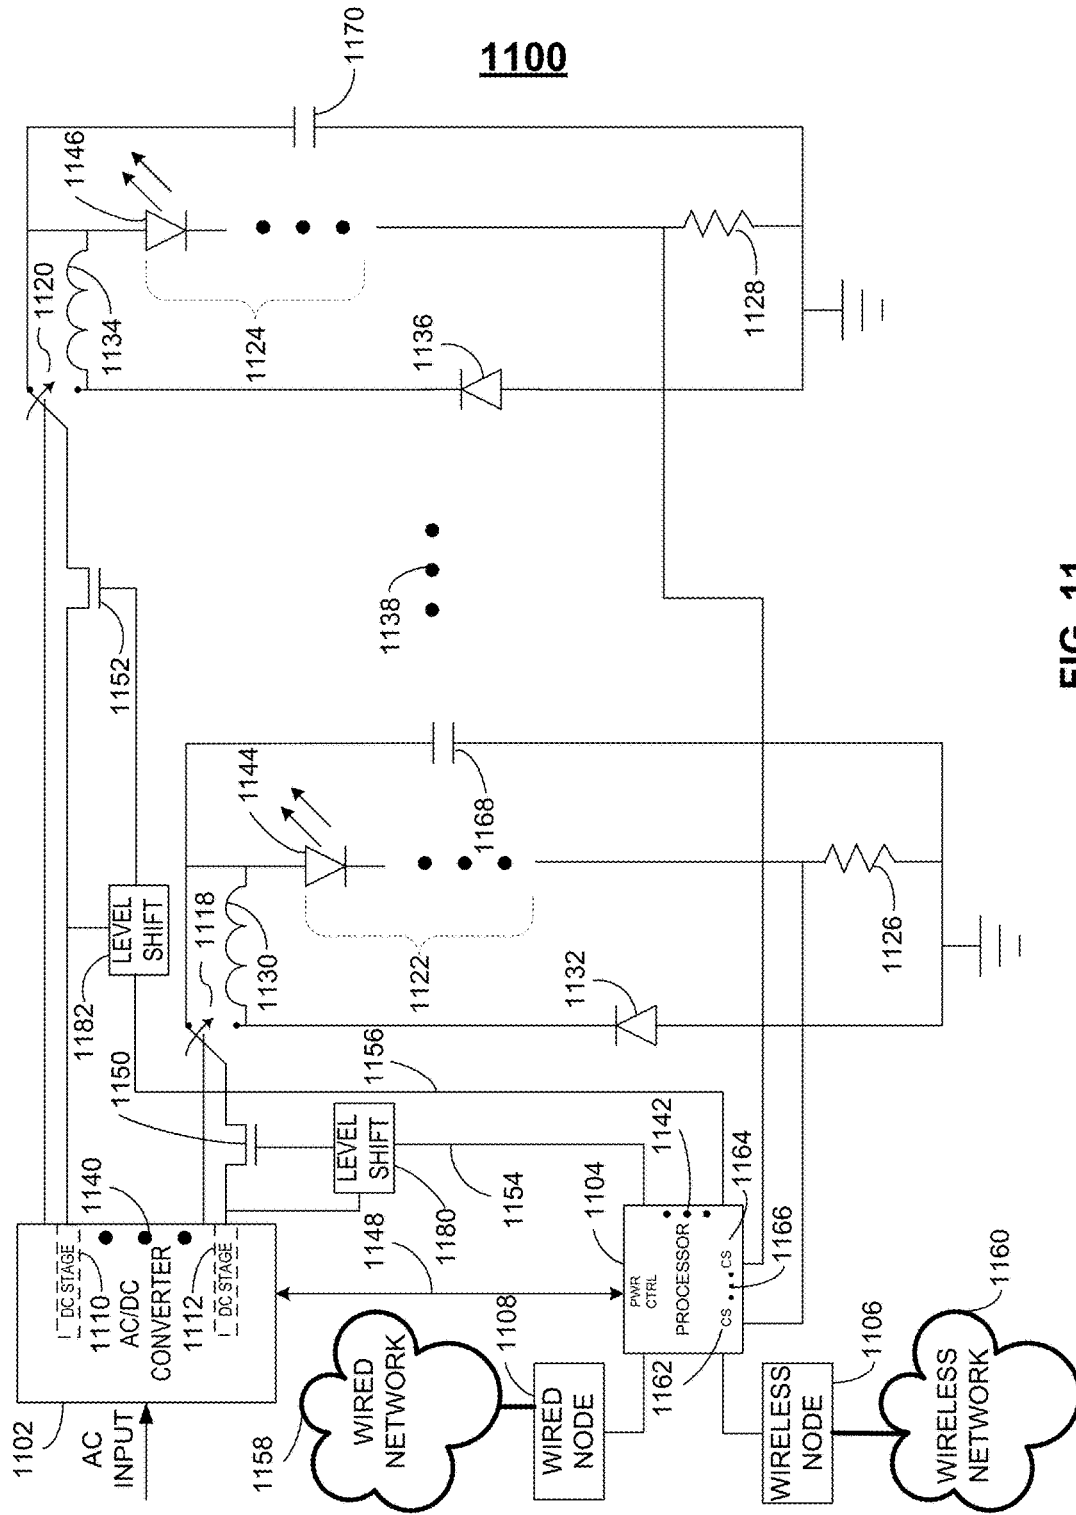 1100
1102
AC
INPUT
DC STAGE
1110
AC/DC
CONVERTER
1112
DC STAGE
1140
1150
1182
LEVEL
SHIFT
1152
1120
1134
1146
1170
1124
1136
1128
1138
1118
1130
1144
1122
1168
1132
1126
1156
LEVEL
SHIFT
1180
1154
1148
1104
1142
PWR
CTRL
PROCESSOR
CS
CS
1164
1166
1162
1158
WIRED
NETWORK
1108
WIRED
NODE
WIRELESS
NODE
1106
WIRELESS
NETWORK
1160
FIG. 11